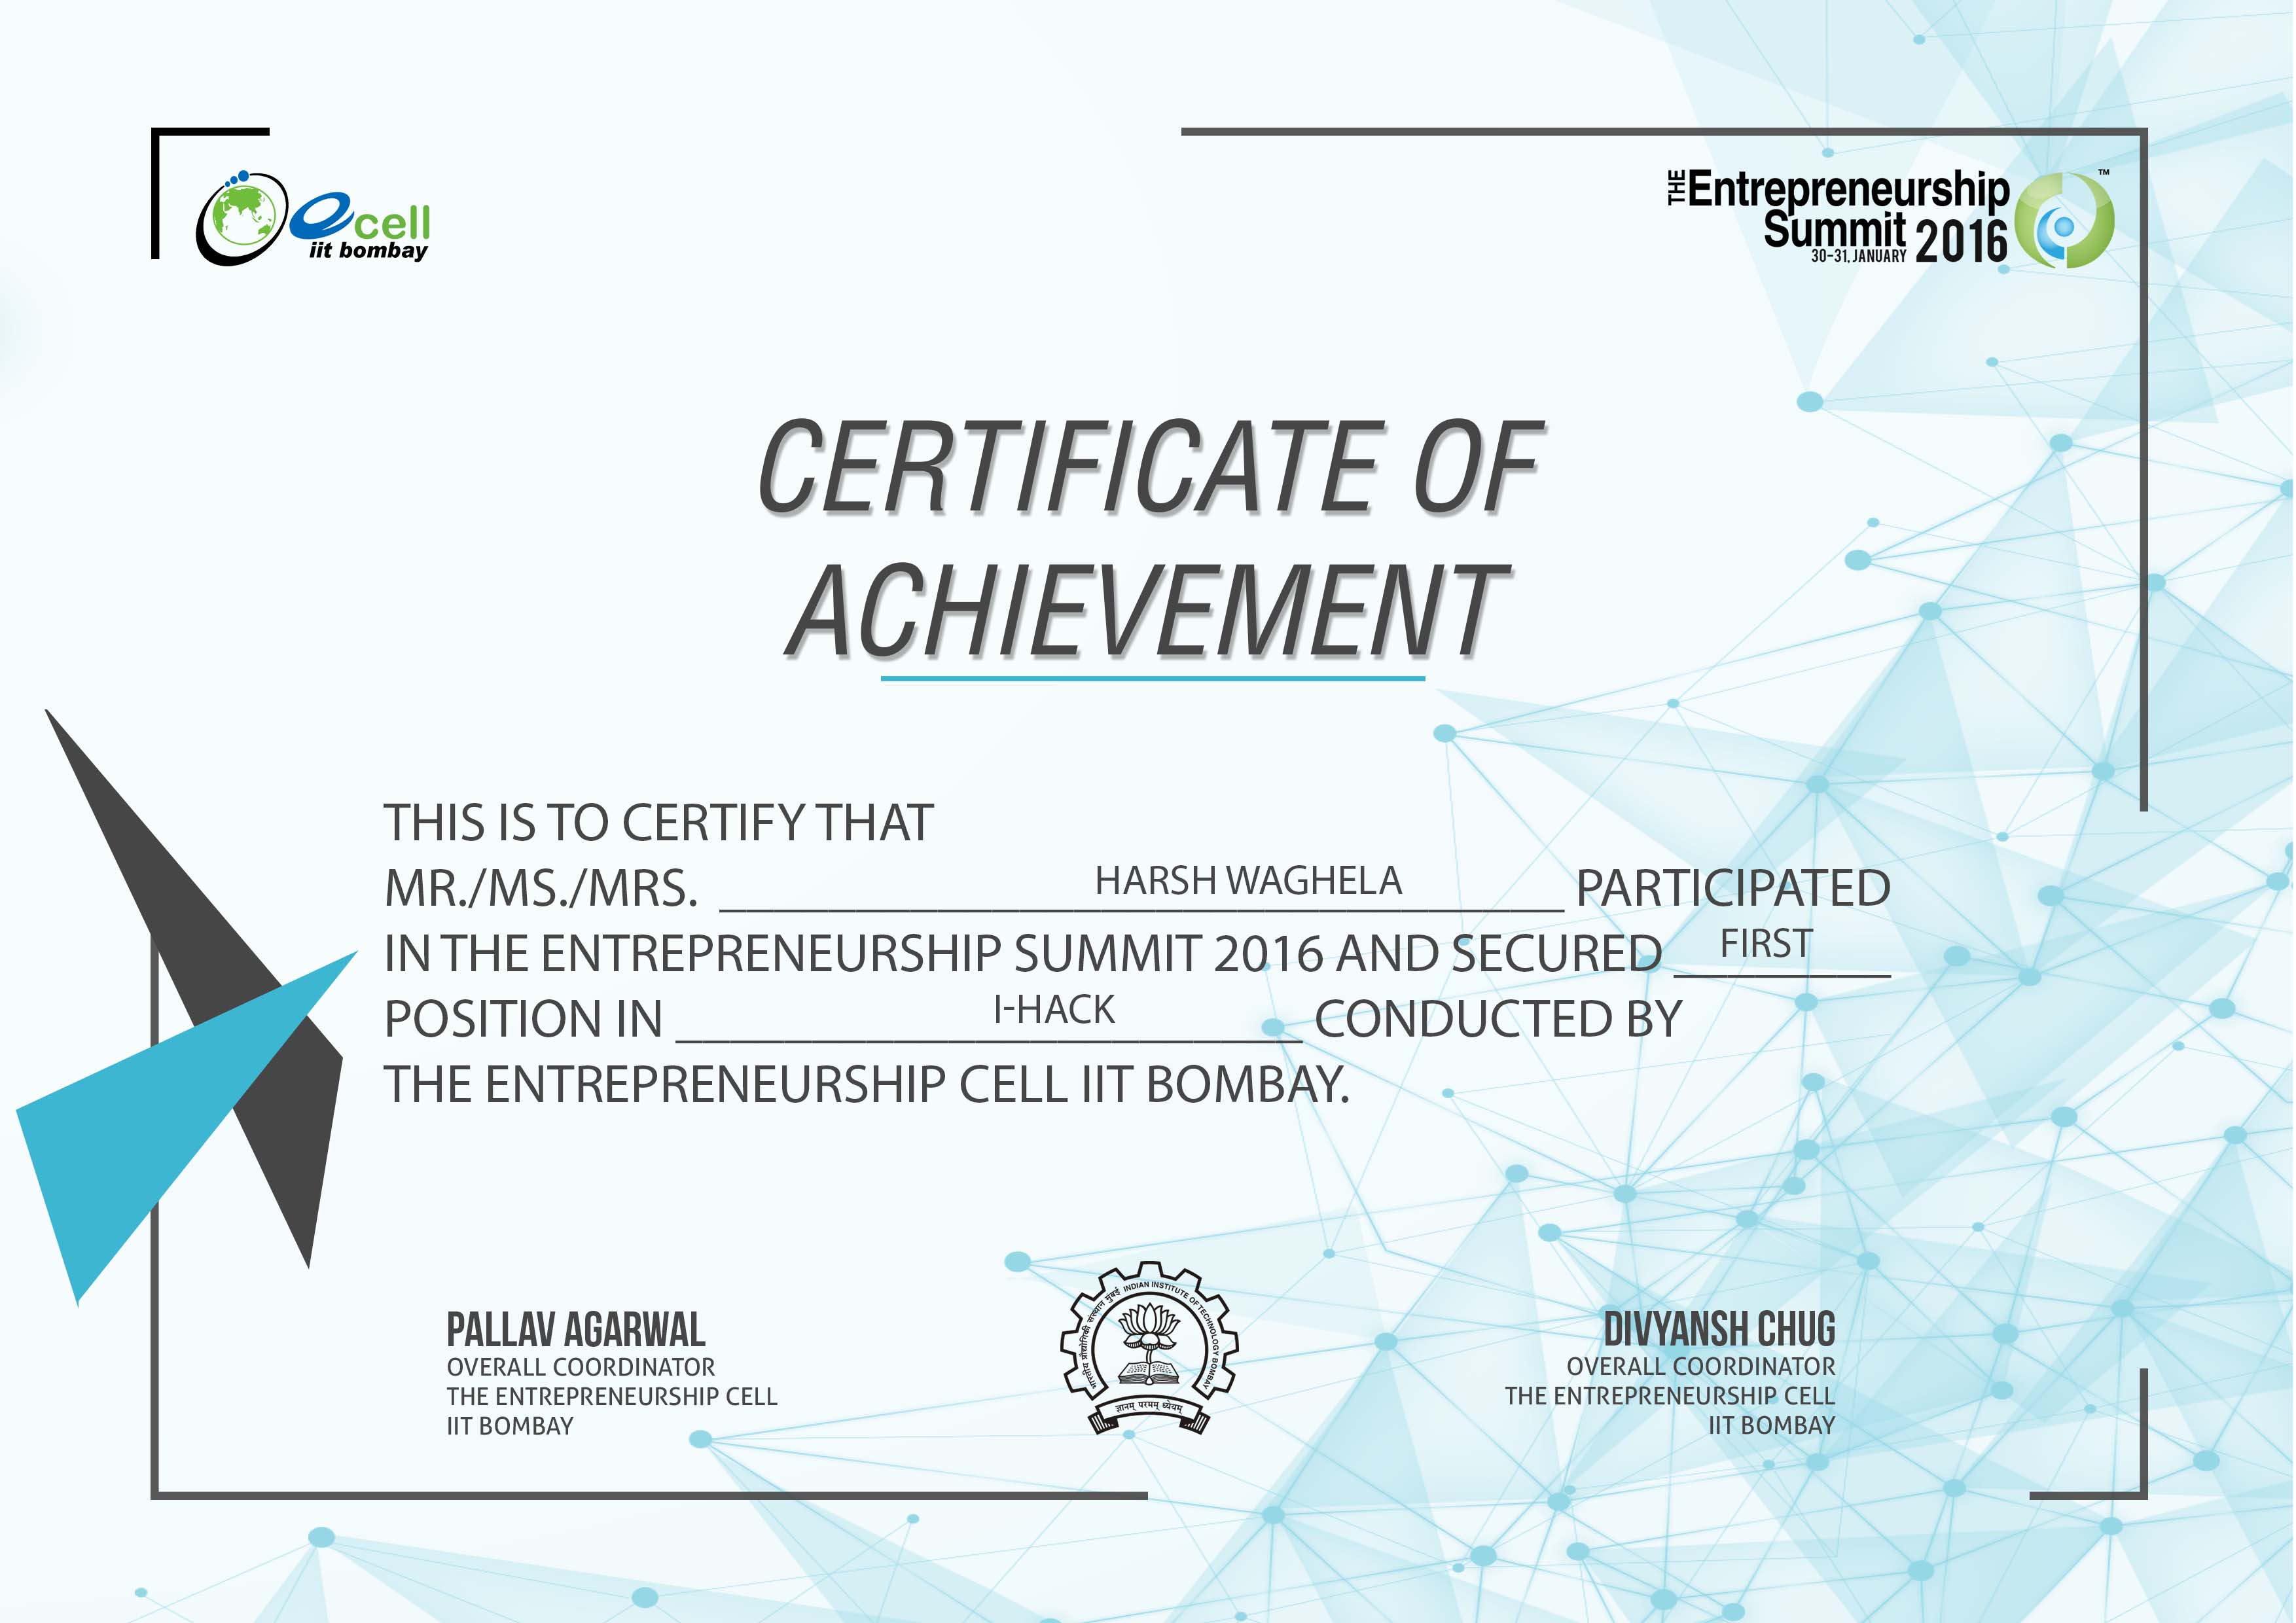 ecell
iit bombay
THE Entrepreneurship
Summit 2016
30-31, JANUARY
TM
CERTIFICATE OF
ACHIEVEMENT
THIS IS TO CERTIFY THAT
MR./MS./MRS. HARSH WAGHELA PARTICIPATED
IN THE ENTREPRENEURSHIP SUMMIT 2016 AND SECURED FIRST
POSITION IN I-HACK CONDUCTED BY
THE ENTREPRENEURSHIP CELL IIT BOMBAY.
PALLAV AGARWAL
OVERALL COORDINATOR
THE ENTREPRENEURSHIP CELL
IIT BOMBAY
भारतीय प्रौद्योगिकी संस्थान मुंबई INDIAN INSTITUTE OF TECHNOLOGY BOMBAY
ज्ञानम् परमम् ध्येयम्
DIVYANSH CHUG
OVERALL COORDINATOR
THE ENTREPRENEURSHIP CELL
IIT BOMBAY